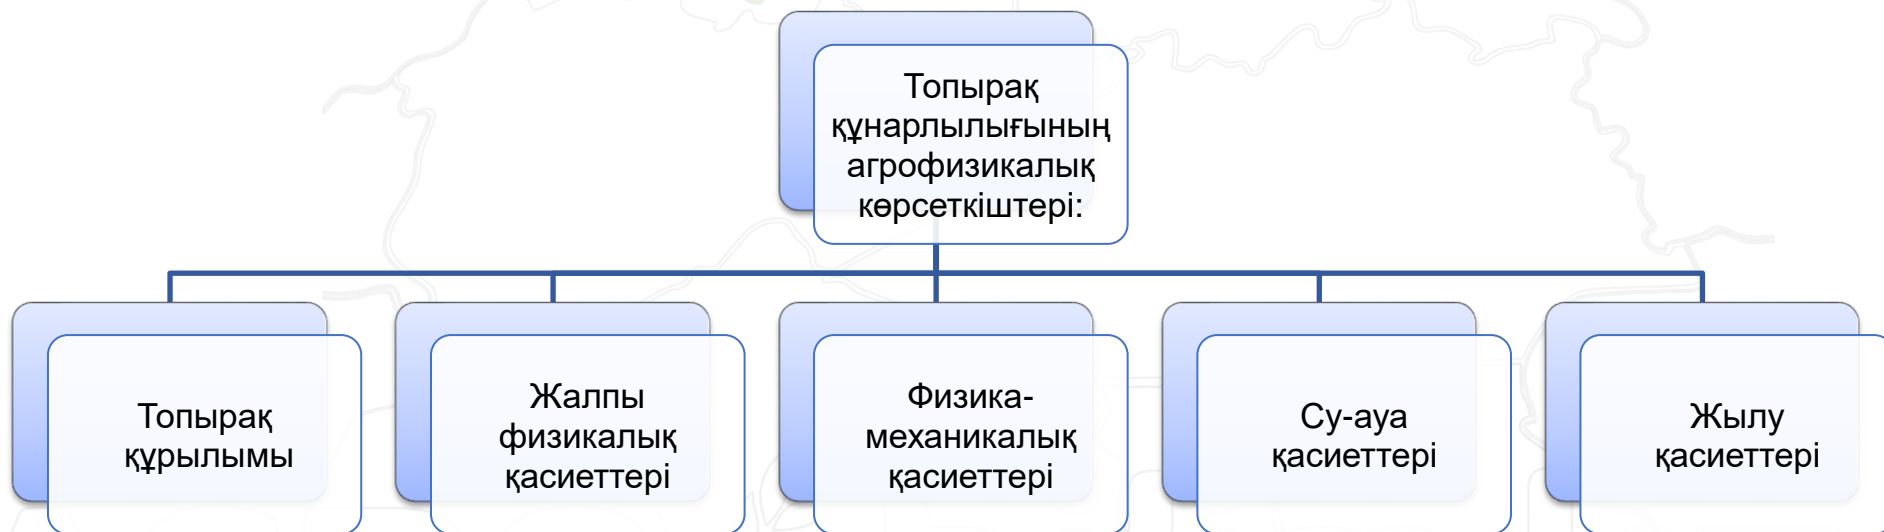 Топырақ
құнарлылығының
агрофизикалық
көрсеткіштері:
Топырақ
құрылымы
Жалпы
физикалық
қасиеттері
Физика-
механикалық
қасиеттері
Су-ауа
қасиеттері
Жылу
қасиеттері